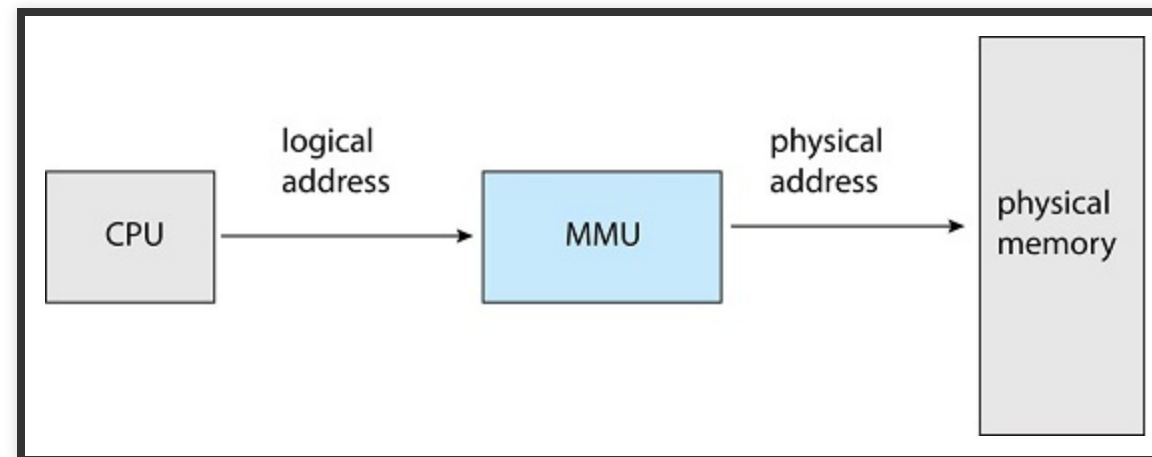 CPU
logical
address
MMU
physical
address
physical
memory